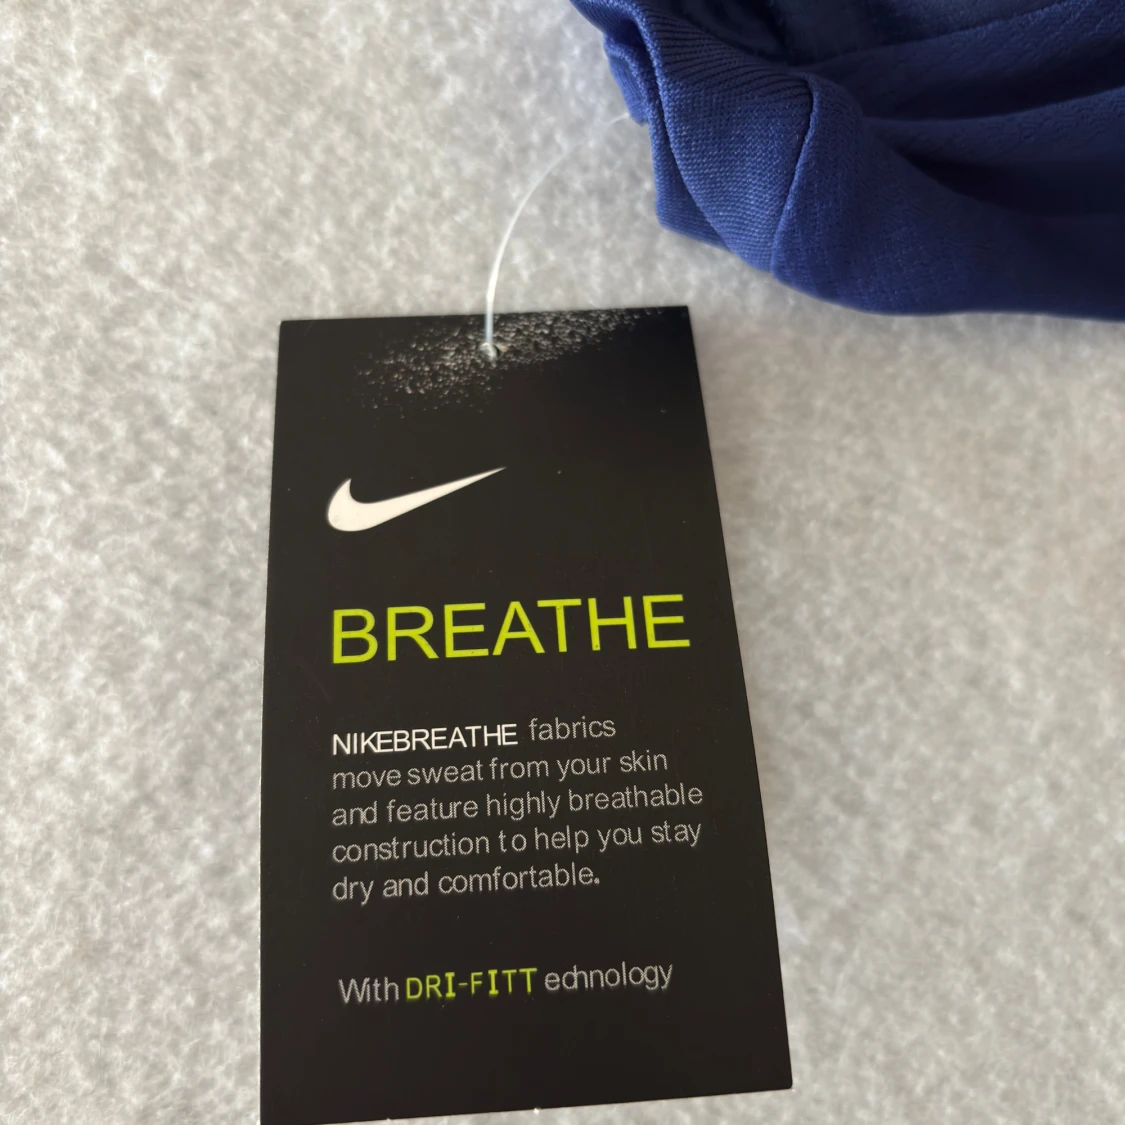 BREATHE
NIKEBREATHE fabrics
move sweat from your skin
and feature highly breathable
construction to help you stay
dry and comfortable.
With DRI-FITT echnology